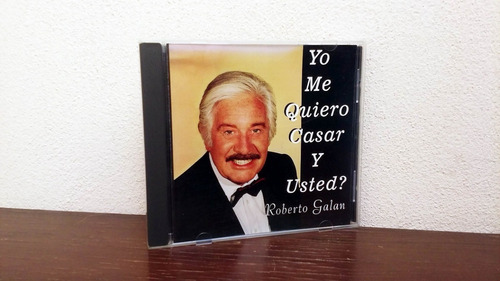 Yo
Me
Quiero
Casar
Y
Usted?
Roberto Galan